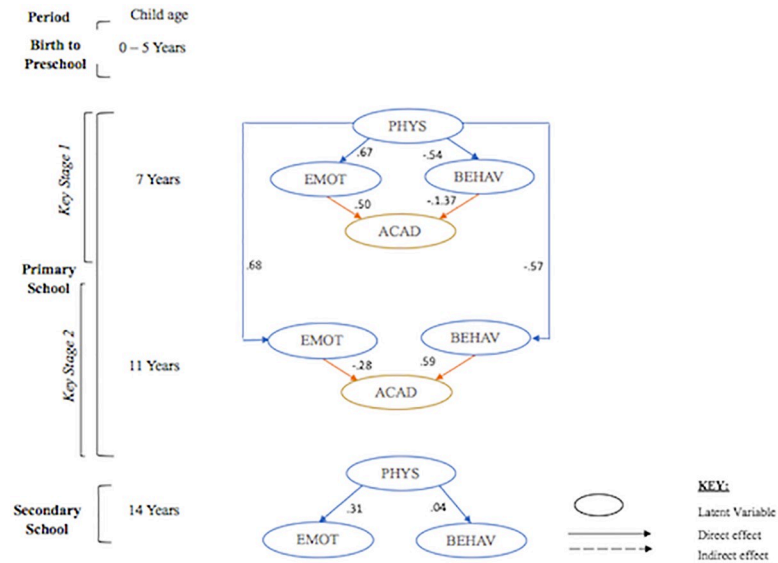 Period Child age
Birth to Preschool 0 – 5 Years
PHYS
.67 -.54
Key Stage 1 7 Years EMOT BEHAV
.50 -.1.37
ACAD
Primary School .68 -.57
EMOT BEHAV
Key Stage 2 11 Years -.28 .59
ACAD
PHYS
Secondary School 14 Years .31 .04
EMOT BEHAV
KEY:
Latent Variable
Direct effect
Indirect effect